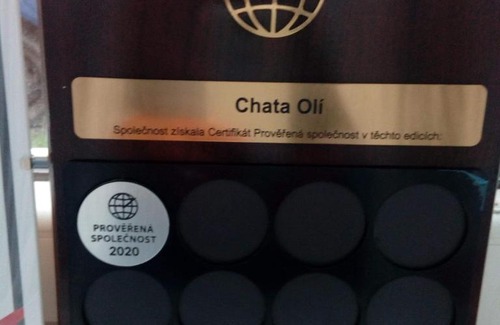 Chata Olí
Společnost získala Certifikát Prověřená společnost v těchto edicích:
PROVĚŘENÁ
SPOLEČNOST
2020